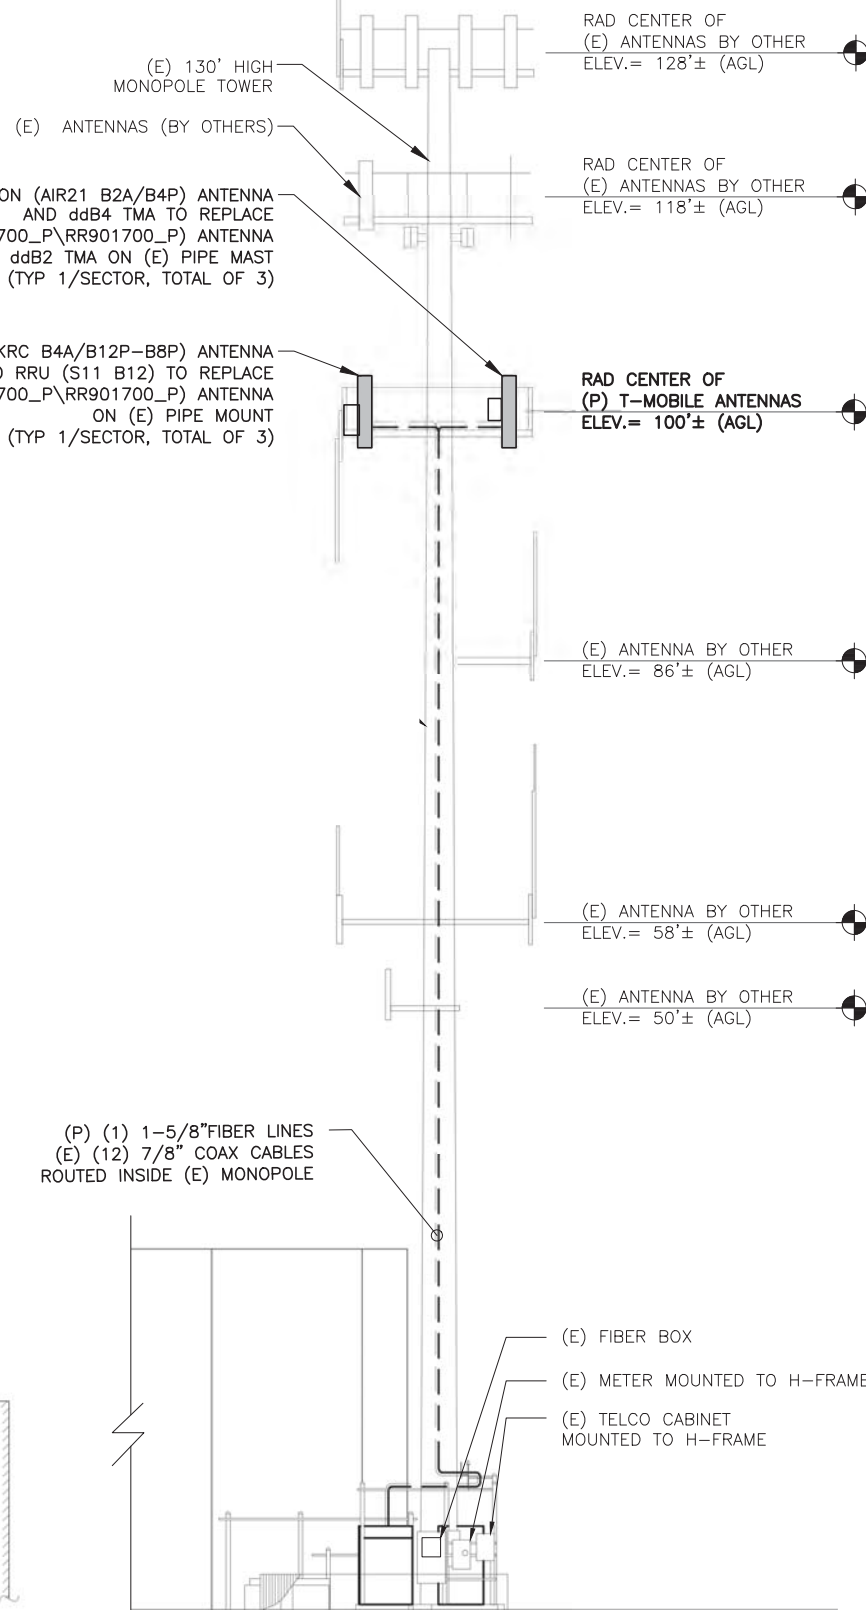 RAD CENTER OF
(E) ANTENNAS BY OTHER
ELEV.= 128'± (AGL)
(E) 130' HIGH
MONOPOLE TOWER
(E) ANTENNAS (BY OTHERS)
RAD CENTER OF
(E) ANTENNAS BY OTHER
ELEV.= 118'± (AGL)
ON (AIR21 B2A/B4P) ANTENNA
AND ddB4 TMA TO REPLACE
700_P\RR901700_P) ANTENNA
ddB2 TMA ON (E) PIPE MAST
(TYP 1/SECTOR, TOTAL OF 3)
KRC B4A/B12P-B8P) ANTENNA
RRU (S11 B12) TO REPLACE
700_P\RR901700_P) ANTENNA
ON (E) PIPE MOUNT
(TYP 1/SECTOR, TOTAL OF 3)
RAD CENTER OF
(P) T-MOBILE ANTENNAS
ELEV.= 100'± (AGL)
(E) ANTENNA BY OTHER
ELEV.= 86'± (AGL)
(E) ANTENNA BY OTHER
ELEV.= 58'± (AGL)
(E) ANTENNA BY OTHER
ELEV.= 50'± (AGL)
(P) (1) 1-5/8"FIBER LINES
(E) (12) 7/8" COAX CABLES
ROUTED INSIDE (E) MONOPOLE
(E) FIBER BOX
(E) METER MOUNTED TO H-FRAME
(E) TELCO CABINET
MOUNTED TO H-FRAME